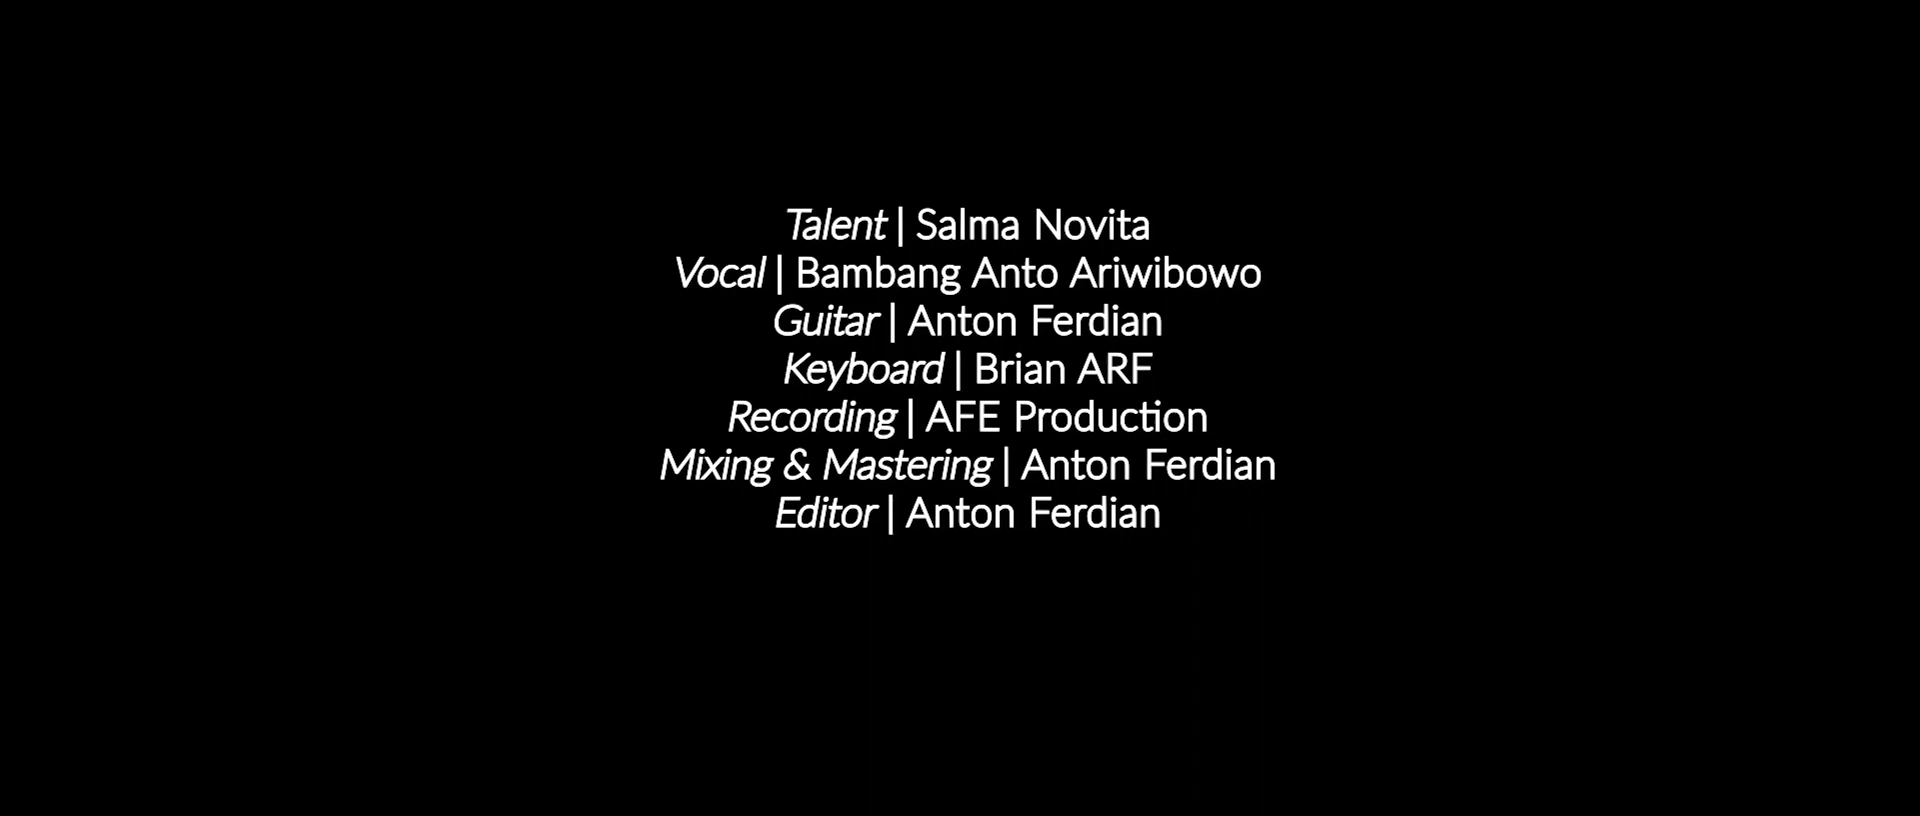 Talent | Salma Novita
Vocal | Bambang Anto Ariwibowo
Guitar | Anton Ferdian
Keyboard | Brian ARF
Recording | AFE Production
Mixing & Mastering | Anton Ferdian
Editor | Anton Ferdian